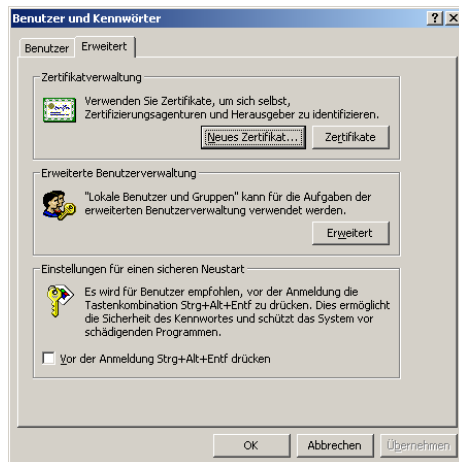 Benutzer und Kennwörter
Benutzer Erweitert
Zertifikatverwaltung
Verwenden Sie Zertifikate, um sich selbst,
Zertifizierungsagenturen und Herausgeber zu identifizieren.
Neues Zertifikat... Zertifikate
Erweiterte Benutzerverwaltung
"Lokale Benutzer und Gruppen" kann für die Aufgaben der
erweiterten Benutzerverwaltung verwendet werden.
Erweitert
Einstellungen für einen sicheren Neustart
Es wird für Benutzer empfohlen, vor der Anmeldung die
Tastenkombination Strg+Alt+Entf zu drücken. Dies ermöglicht
die Sicherheit des Kennwortes und schützt das System vor
schädigenden Programmen.
Vor der Anmeldung Strg+Alt+Entf drücken
OK Abbrechen Übernehmen